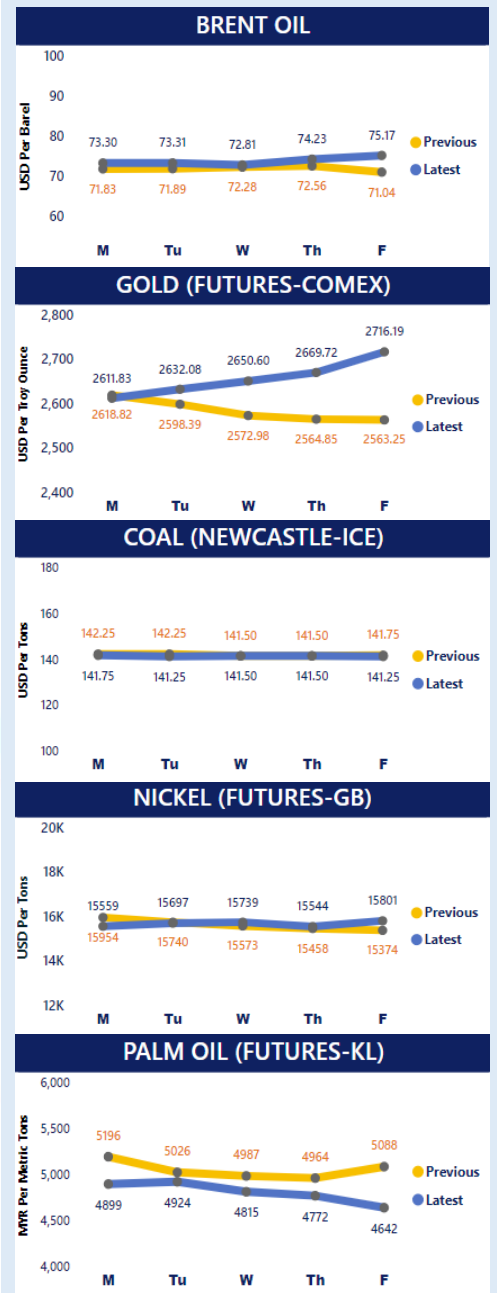 BRENT OIL
100
90
80
70
60
USD Per Barel
73.30 73.31 72.81 74.23 75.17
71.83 71.89 72.28 72.56 71.04
Previous
Latest
M Tu W Th F
GOLD (FUTURES-COMEX)
2,800
2,700
2,600
2,500
2,400
USD Per Troy Ounce
2611.83 2632.08 2650.60 2669.72 2716.19
2618.82 2598.39 2572.98 2564.85 2563.25
Previous
Latest
M Tu W Th F
COAL (NEWCASTLE-ICE)
180
160
140
120
100
USD Per Tons
142.25 142.25 141.50 141.50 141.75
141.75 141.25 141.50 141.50 141.25
Previous
Latest
M Tu W Th F
NICKEL (FUTURES-GB)
20K
18K
16K
14K
12K
USD Per Tons
15559 15697 15739 15544 15801
15954 15740 15573 15458 15374
Previous
Latest
M Tu W Th F
PALM OIL (FUTURES-KL)
6,000
5,500
5,000
4,500
4,000
MYR Per Metric Tons
5196 5026 4987 4964 5088
4899 4924 4815 4772 4642
Previous
Latest
M Tu W Th F